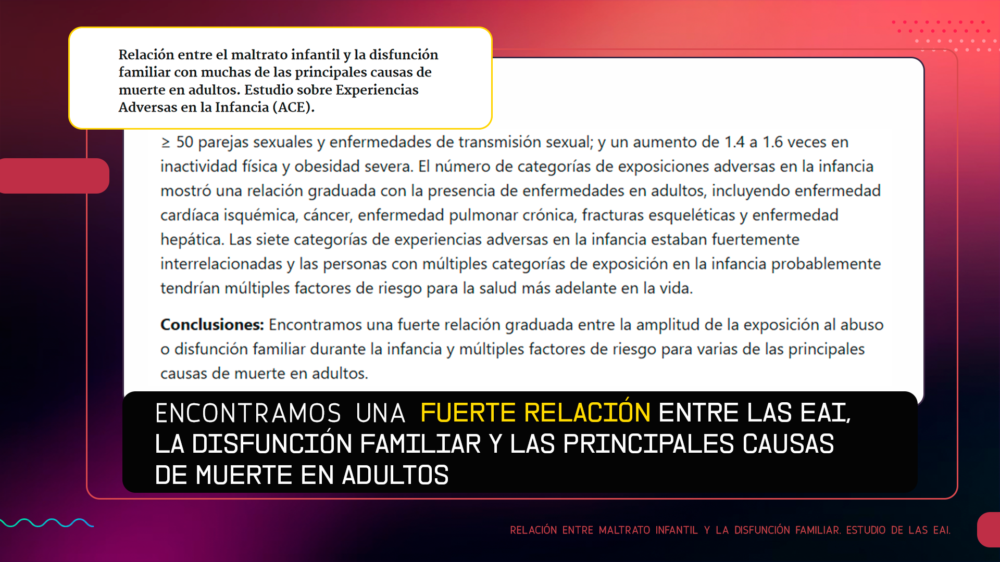 Relación entre el maltrato infantil y la disfunción
familiar con muchas de las principales causas de
muerte en adultos. Estudio sobre Experiencias
Adversas en la Infancia (ACE).
≥ 50 parejas sexuales y enfermedades de transmisión sexual; y un aumento de 1.4 a 1.6 veces en
inactividad física y obesidad severa. El número de categorías de exposiciones adversas en la infancia
mostró una relación graduada con la presencia de enfermedades en adultos, incluyendo enfermedad
cardíaca isquémica, cáncer, enfermedad pulmonar crónica, fracturas esqueléticas y enfermedad
hepática. Las siete categorías de experiencias adversas en la infancia estaban fuertemente
interrelacionadas y las personas con múltiples categorías de exposición en la infancia probablemente
tendrían múltiples factores de riesgo para la salud más adelante en la vida.
Conclusiones: Encontramos una fuerte relación graduada entre la amplitud de la exposición al abuso
o disfunción familiar durante la infancia y múltiples factores de riesgo para varias de las principales
causas de muerte en adultos.
ENCONTRAMOS UNA FUERTE RELACIÓN ENTRE LAS EAI,
LA DISFUNCIÓN FAMILIAR Y LAS PRINCIPALES CAUSAS
DE MUERTE EN ADULTOS
RELACIÓN ENTRE MALTRATO INFANTIL Y LA DISFUNCIÓN FAMILIAR. ESTUDIO DE LAS EAI.